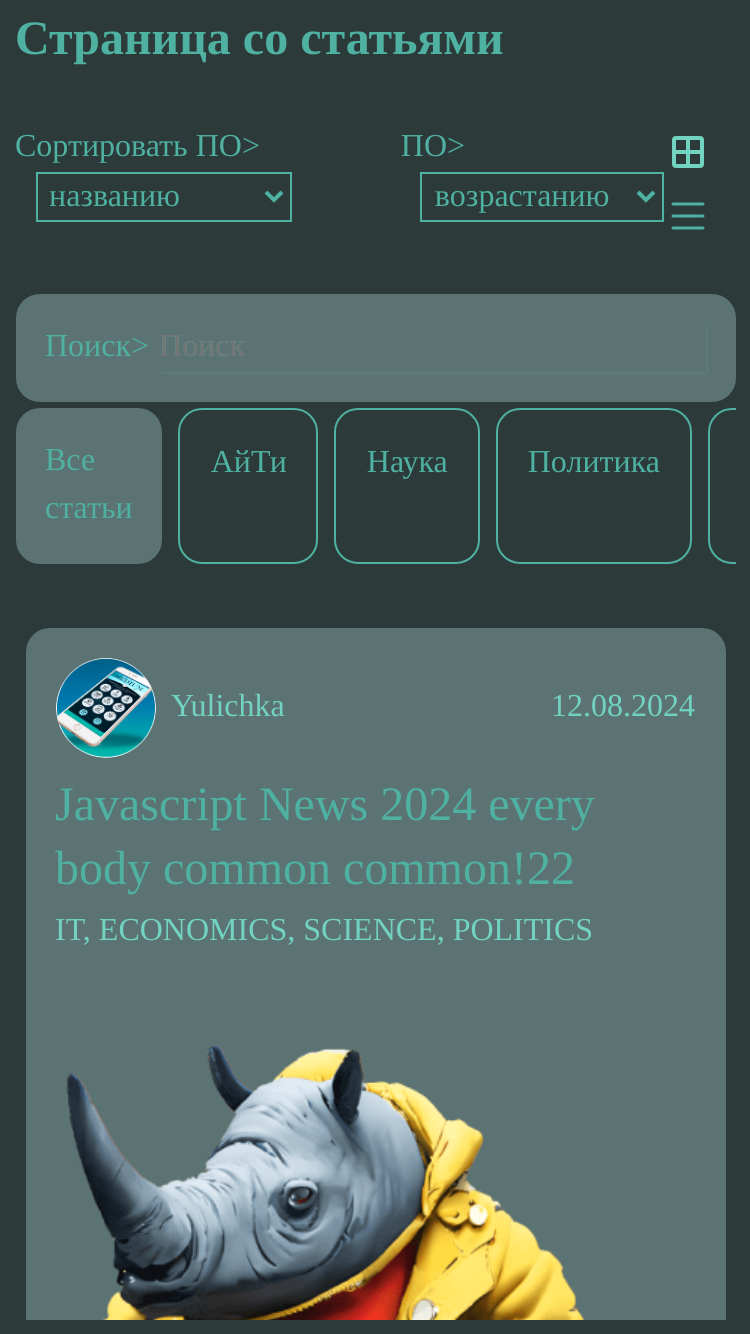 Страница со статьями
Сортировать ПО> ПО>
названию возрастанию
Поиск> Поиск
Все статьи АйТи Наука Политика
Yulichka 12.08.2024
Javascript News 2024 every
body common common!22
IT, ECONOMICS, SCIENCE, POLITICS